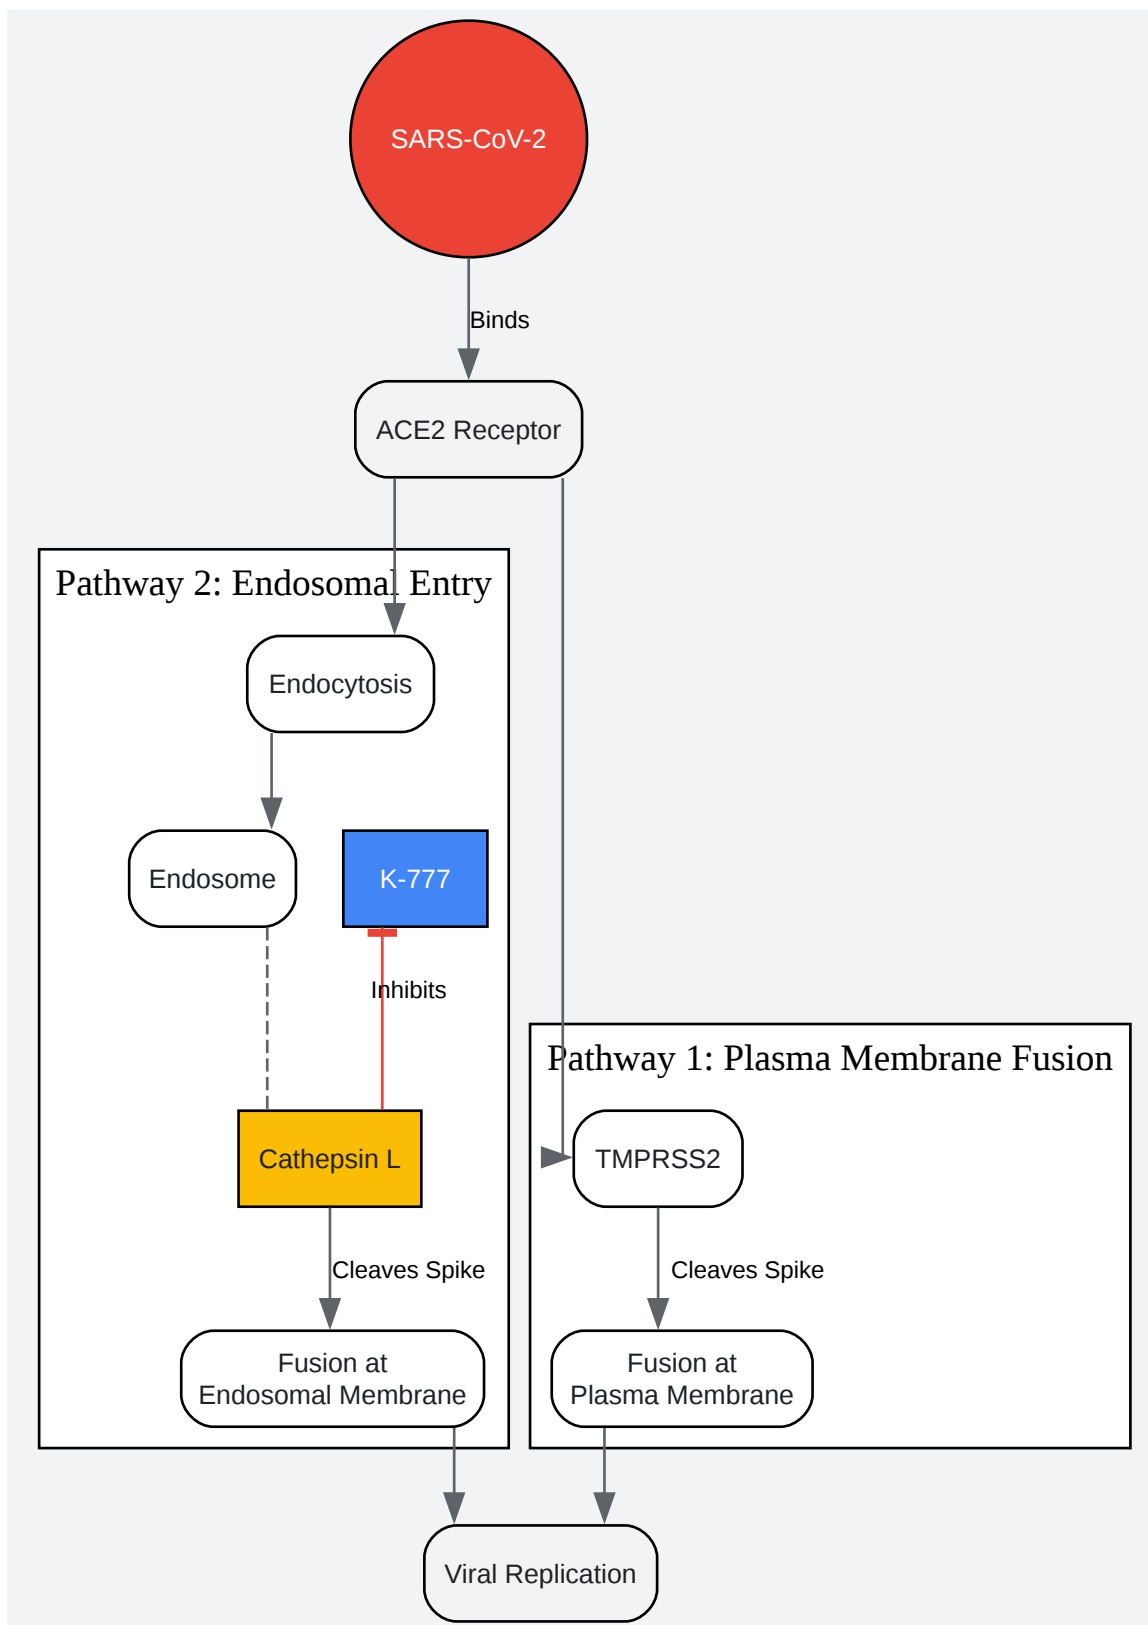 SARS-CoV-2
Binds
ACE2 Receptor
Pathway 2: Endosomal Entry
Endocytosis
Endosome
K-777
Inhibits
Cathepsin L
Cleaves Spike
Fusion at
Endosomal Membrane
Pathway 1: Plasma Membrane Fusion
TMPRSS2
Cleaves Spike
Fusion at
Plasma Membrane
Viral Replication